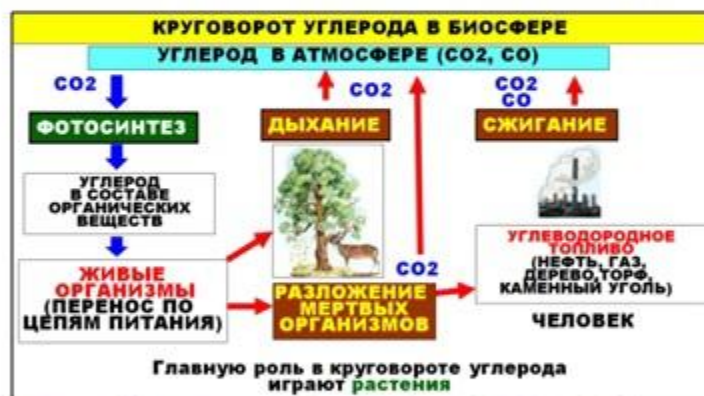 КРУГОВОРОТ УГЛЕРОДА В БИОСФЕРЕ
УГЛЕРОД В АТМОСФЕРЕ (СО2, СО)
СО2
СО2
СО2
СО
ФОТОСИНТЕЗ
ДЫХАНИЕ
СЖИГАНИЕ
УГЛЕРОД
В СОСТАВЕ
ОРГАНИЧЕСКИХ
ВЕЩЕСТВ
ЖИВЫЕ
ОРГАНИЗМЫ
(ПЕРЕНОС ПО
ЦЕПЯМ ПИТАНИЯ)
СО2
РАЗЛОЖЕНИЕ
МЕРТВЫХ
ОРГАНИЗМОВ
УГЛЕВОДОРОДНОЕ
ТОПЛИВО
(НЕФТЬ, ГАЗ,
ДЕРЕВО,ТОРФ,
КАМЕННЫЙ УГОЛЬ)
ЧЕЛОВЕК
Главную роль в круговороте углерода
играют растения